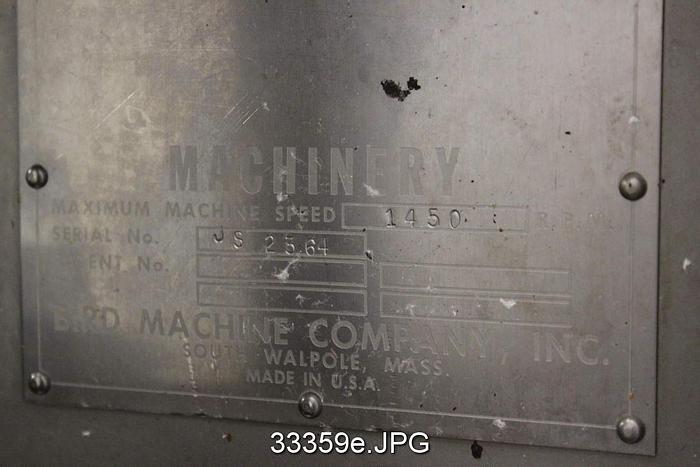 MACHINERY
MAXIMUM MACHINE SPEED 1450 R.P.M.
SERIAL No. JS 2564
ENT No.
BIRD MACHINE COMPANY, INC.
SOUTH WALPOLE, MASS.
MADE IN U.S.A.
33359e.JPG